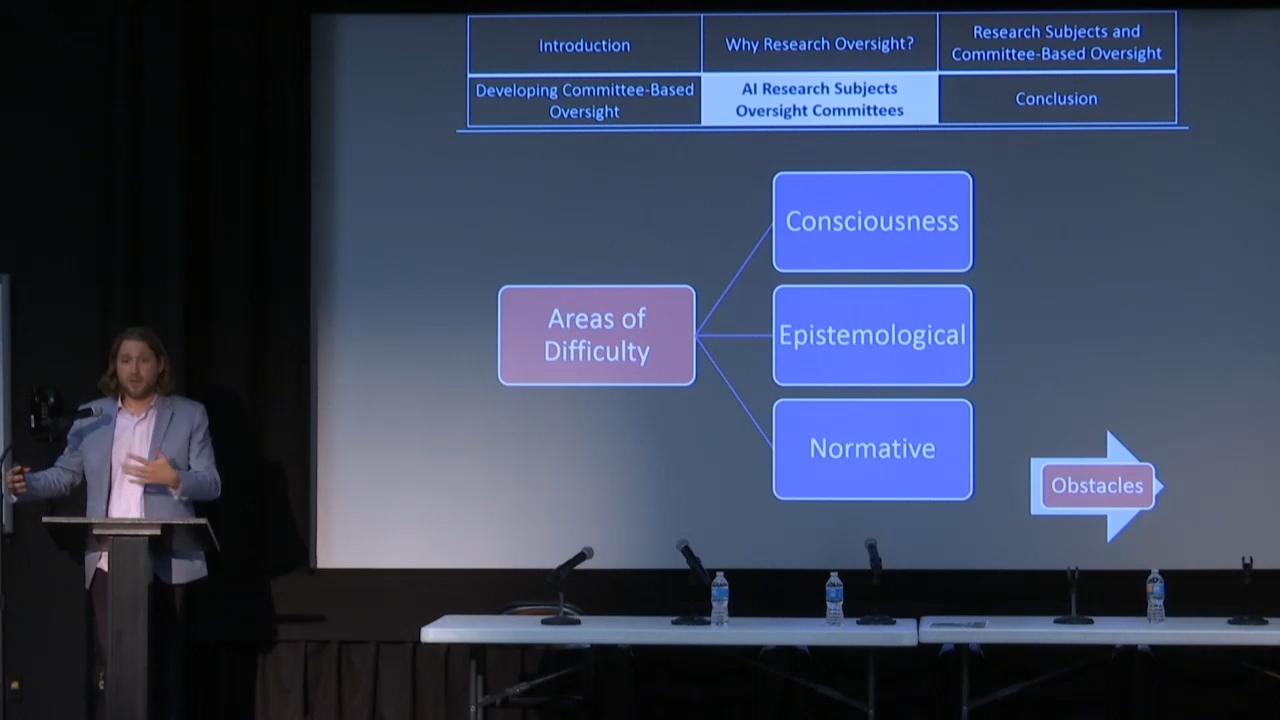 Introduction
Why Research Oversight?
Research Subjects and
Committee-Based Oversight
Developing Committee-Based
Oversight
AI Research Subjects
Oversight Committees
Conclusion
Areas of
Difficulty
Consciousness
Epistemological
Normative
Obstacles